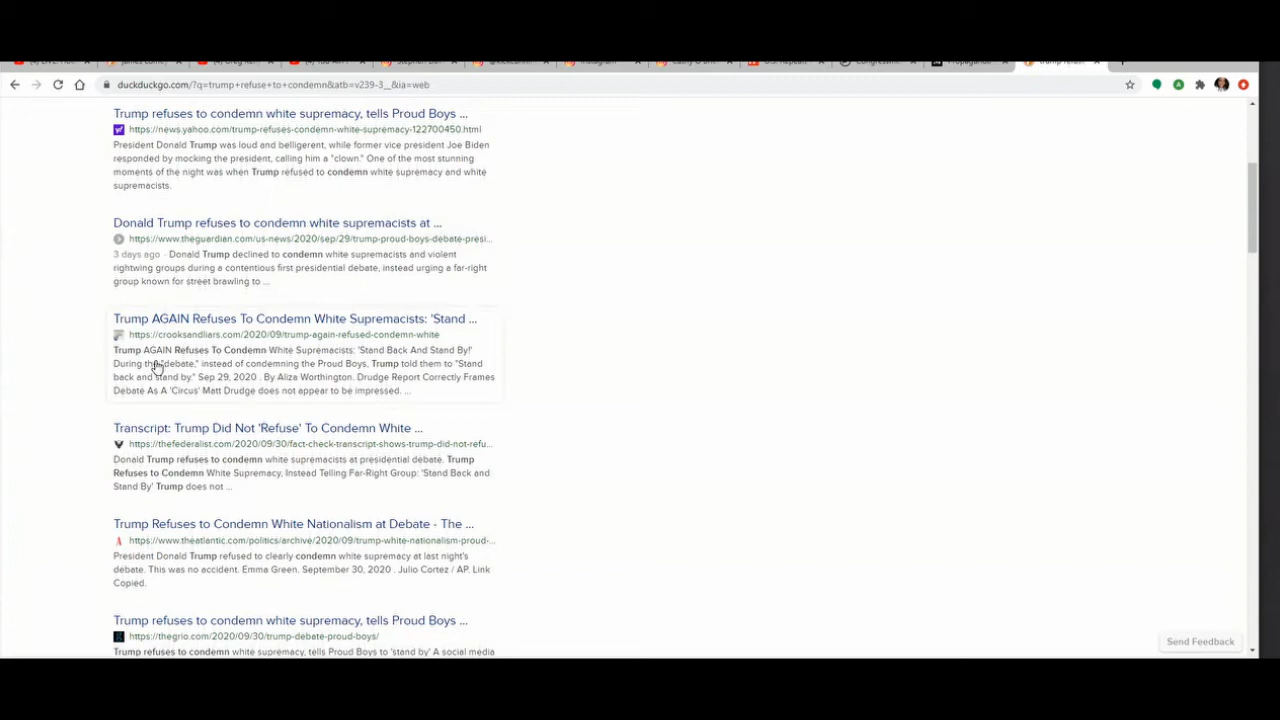 duckduckgo.com/?q=trump+refuse+to+condemn&atb=v239-3__&ia=web
Trump refuses to condemn white supremacy, tells Proud Boys ...
https://news.yahoo.com/trump-refuses-condemn-white-supremacy-122700450.html
President Donald Trump was loud and belligerent, while former vice president Joe Biden
responded by mocking the president, calling him a "clown." One of the most stunning
moments of the night was when Trump refused to condemn white supremacy and white
supremacists.
Donald Trump refuses to condemn white supremacists at ...
https://www.theguardian.com/us-news/2020/sep/29/trump-proud-boys-debate-presi...
3 days ago · Donald Trump declined to condemn white supremacists and violent
rightwing groups during a contentious first presidential debate, instead urging a far-right
group known for street brawling to ...
Trump AGAIN Refuses To Condemn White Supremacists: 'Stand ...
https://crooksandliars.com/2020/09/trump-again-refused-condemn-white
Trump AGAIN Refuses To Condemn White Supremacists: 'Stand Back And Stand By!'
During the "debate," instead of condemning the Proud Boys, Trump told them to "Stand
back and stand by." Sep 29, 2020 . By Aliza Worthington. Drudge Report Correctly Frames
Debate As A 'Circus' Matt Drudge does not appear to be impressed. ...
Transcript: Trump Did Not 'Refuse' To Condemn White ...
https://thefederalist.com/2020/09/30/fact-check-transcript-shows-trump-did-not-refu...
Donald Trump refuses to condemn white supremacists at presidential debate. Trump
Refuses to Condemn White Supremacy, Instead Telling Far-Right Group: 'Stand Back and
Stand By' Trump does not ...
Trump Refuses to Condemn White Nationalism at Debate - The ...
https://www.theatlantic.com/politics/archive/2020/09/trump-white-nationalism-proud-...
President Donald Trump refused to clearly condemn white supremacy at last night's
debate. This was no accident. Emma Green. September 30, 2020 . Julio Cortez / AP. Link
Copied.
Trump refuses to condemn white supremacy, tells Proud Boys ...
https://thegrio.com/2020/09/30/trump-debate-proud-boys/
Trump refuses to condemn white supremacy, tells Proud Boys to 'stand by' A social media
Send Feedback